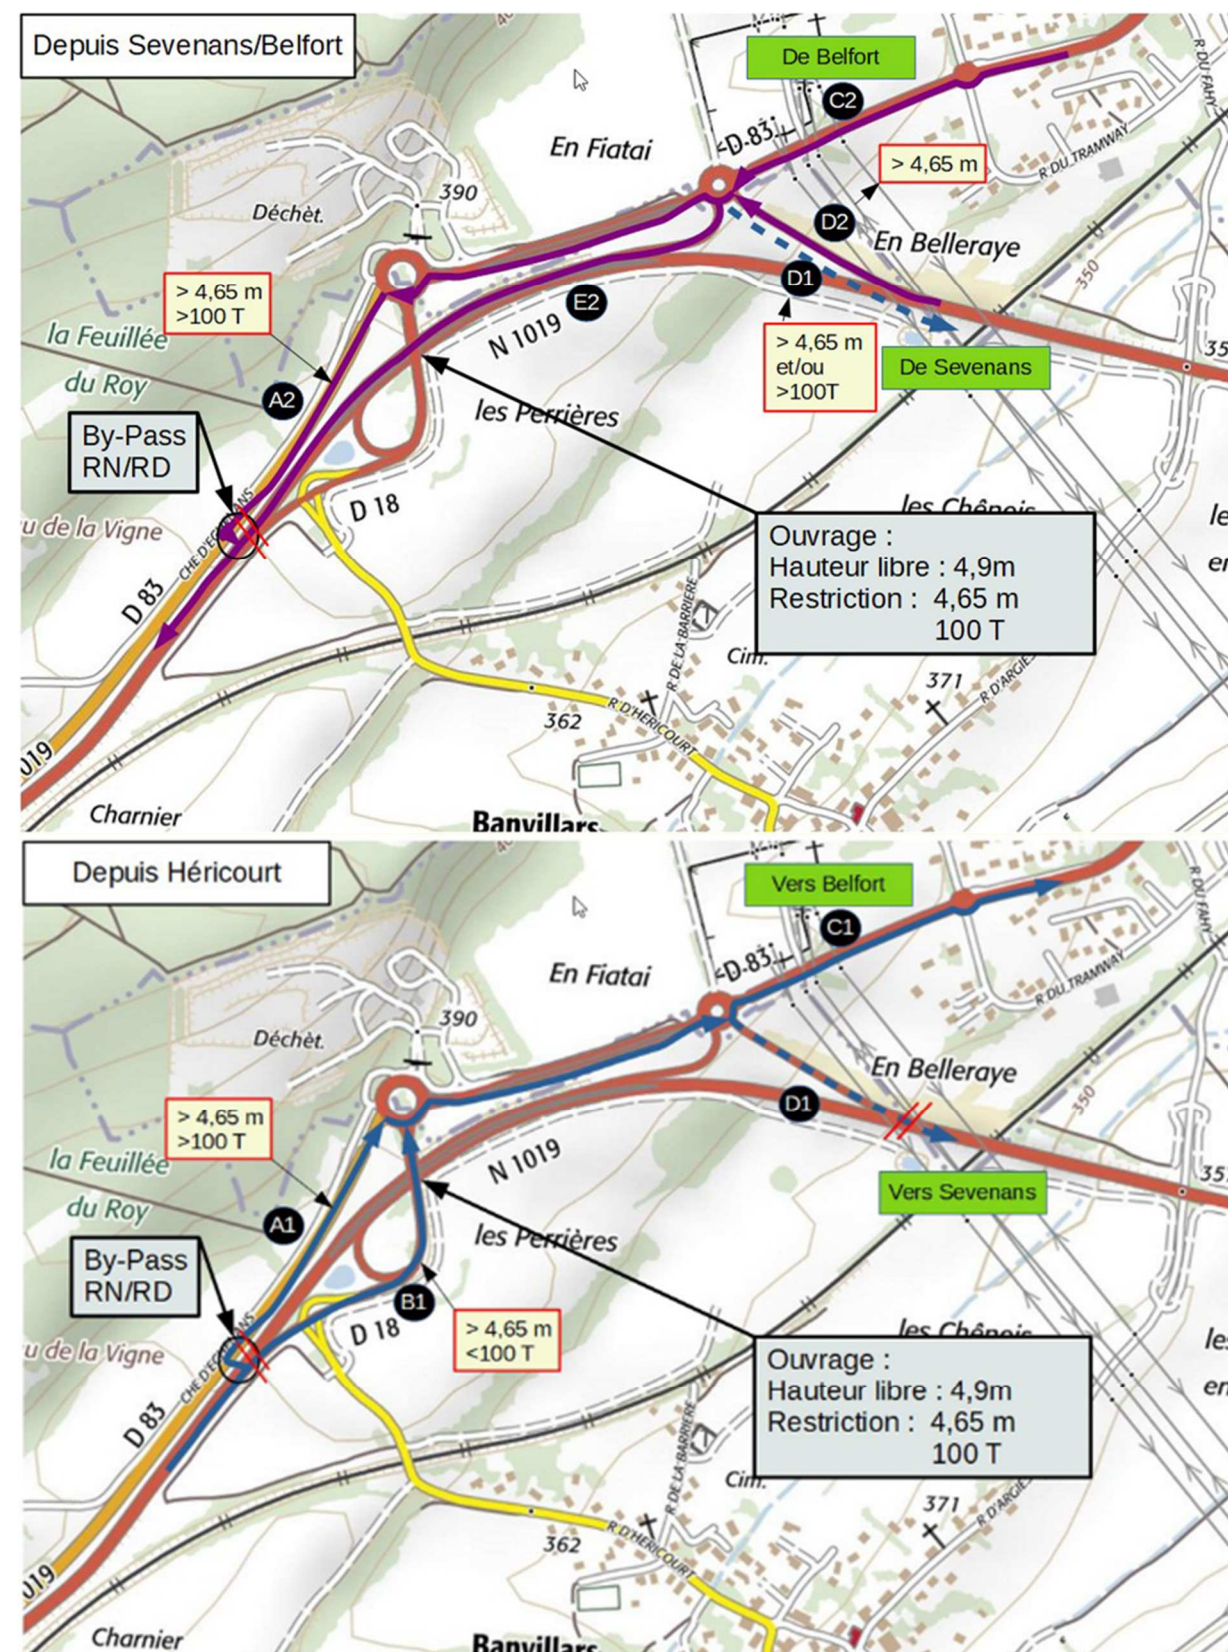 Depuis Sevenans/Belfort
De Belfort
C2
En Fiatai
D 83
> 4,65 m
R DU FAHY
R DU TRAMWAY
390
Déchèt.
D2
En Belleraye
350
D1
> 4,65 m
>100 T
E2
N 1019
la Feuillée
du Roy
> 4,65 m
et/ou
>100T
De Sevenans
35
A2
les Perrières
By-Pass
RN/RD
D 18
u de la Vigne
les Chênois
le
er
Ouvrage :
Hauteur libre : 4,9m
Restriction : 4,65 m
100 T
D 83
R DE LA BARRIERE
Cim.
371
R D'ARGIE
362
R D'HERICOURT
019
Charnier
Banvillars
Depuis Héricourt
Vers Belfort
C1
En Fiatai
D 83
R DU FAHY
R DU TRAMWAY
390
Déchèt.
En Belleraye
350
D1
> 4,65 m
>100 T
N 1019
la Feuillée
du Roy
Vers Sevenans
35
A1
les Perrières
By-Pass
RN/RD
B1
D 18
> 4,65 m
<100 T
u de la Vigne
les Chênois
le
er
Ouvrage :
Hauteur libre : 4,9m
Restriction : 4,65 m
100 T
D 83
R DE LA BARRIERE
Cim.
371
R D'ARGIE
362
R D'HERICOURT
019
Charnier
Banvillars